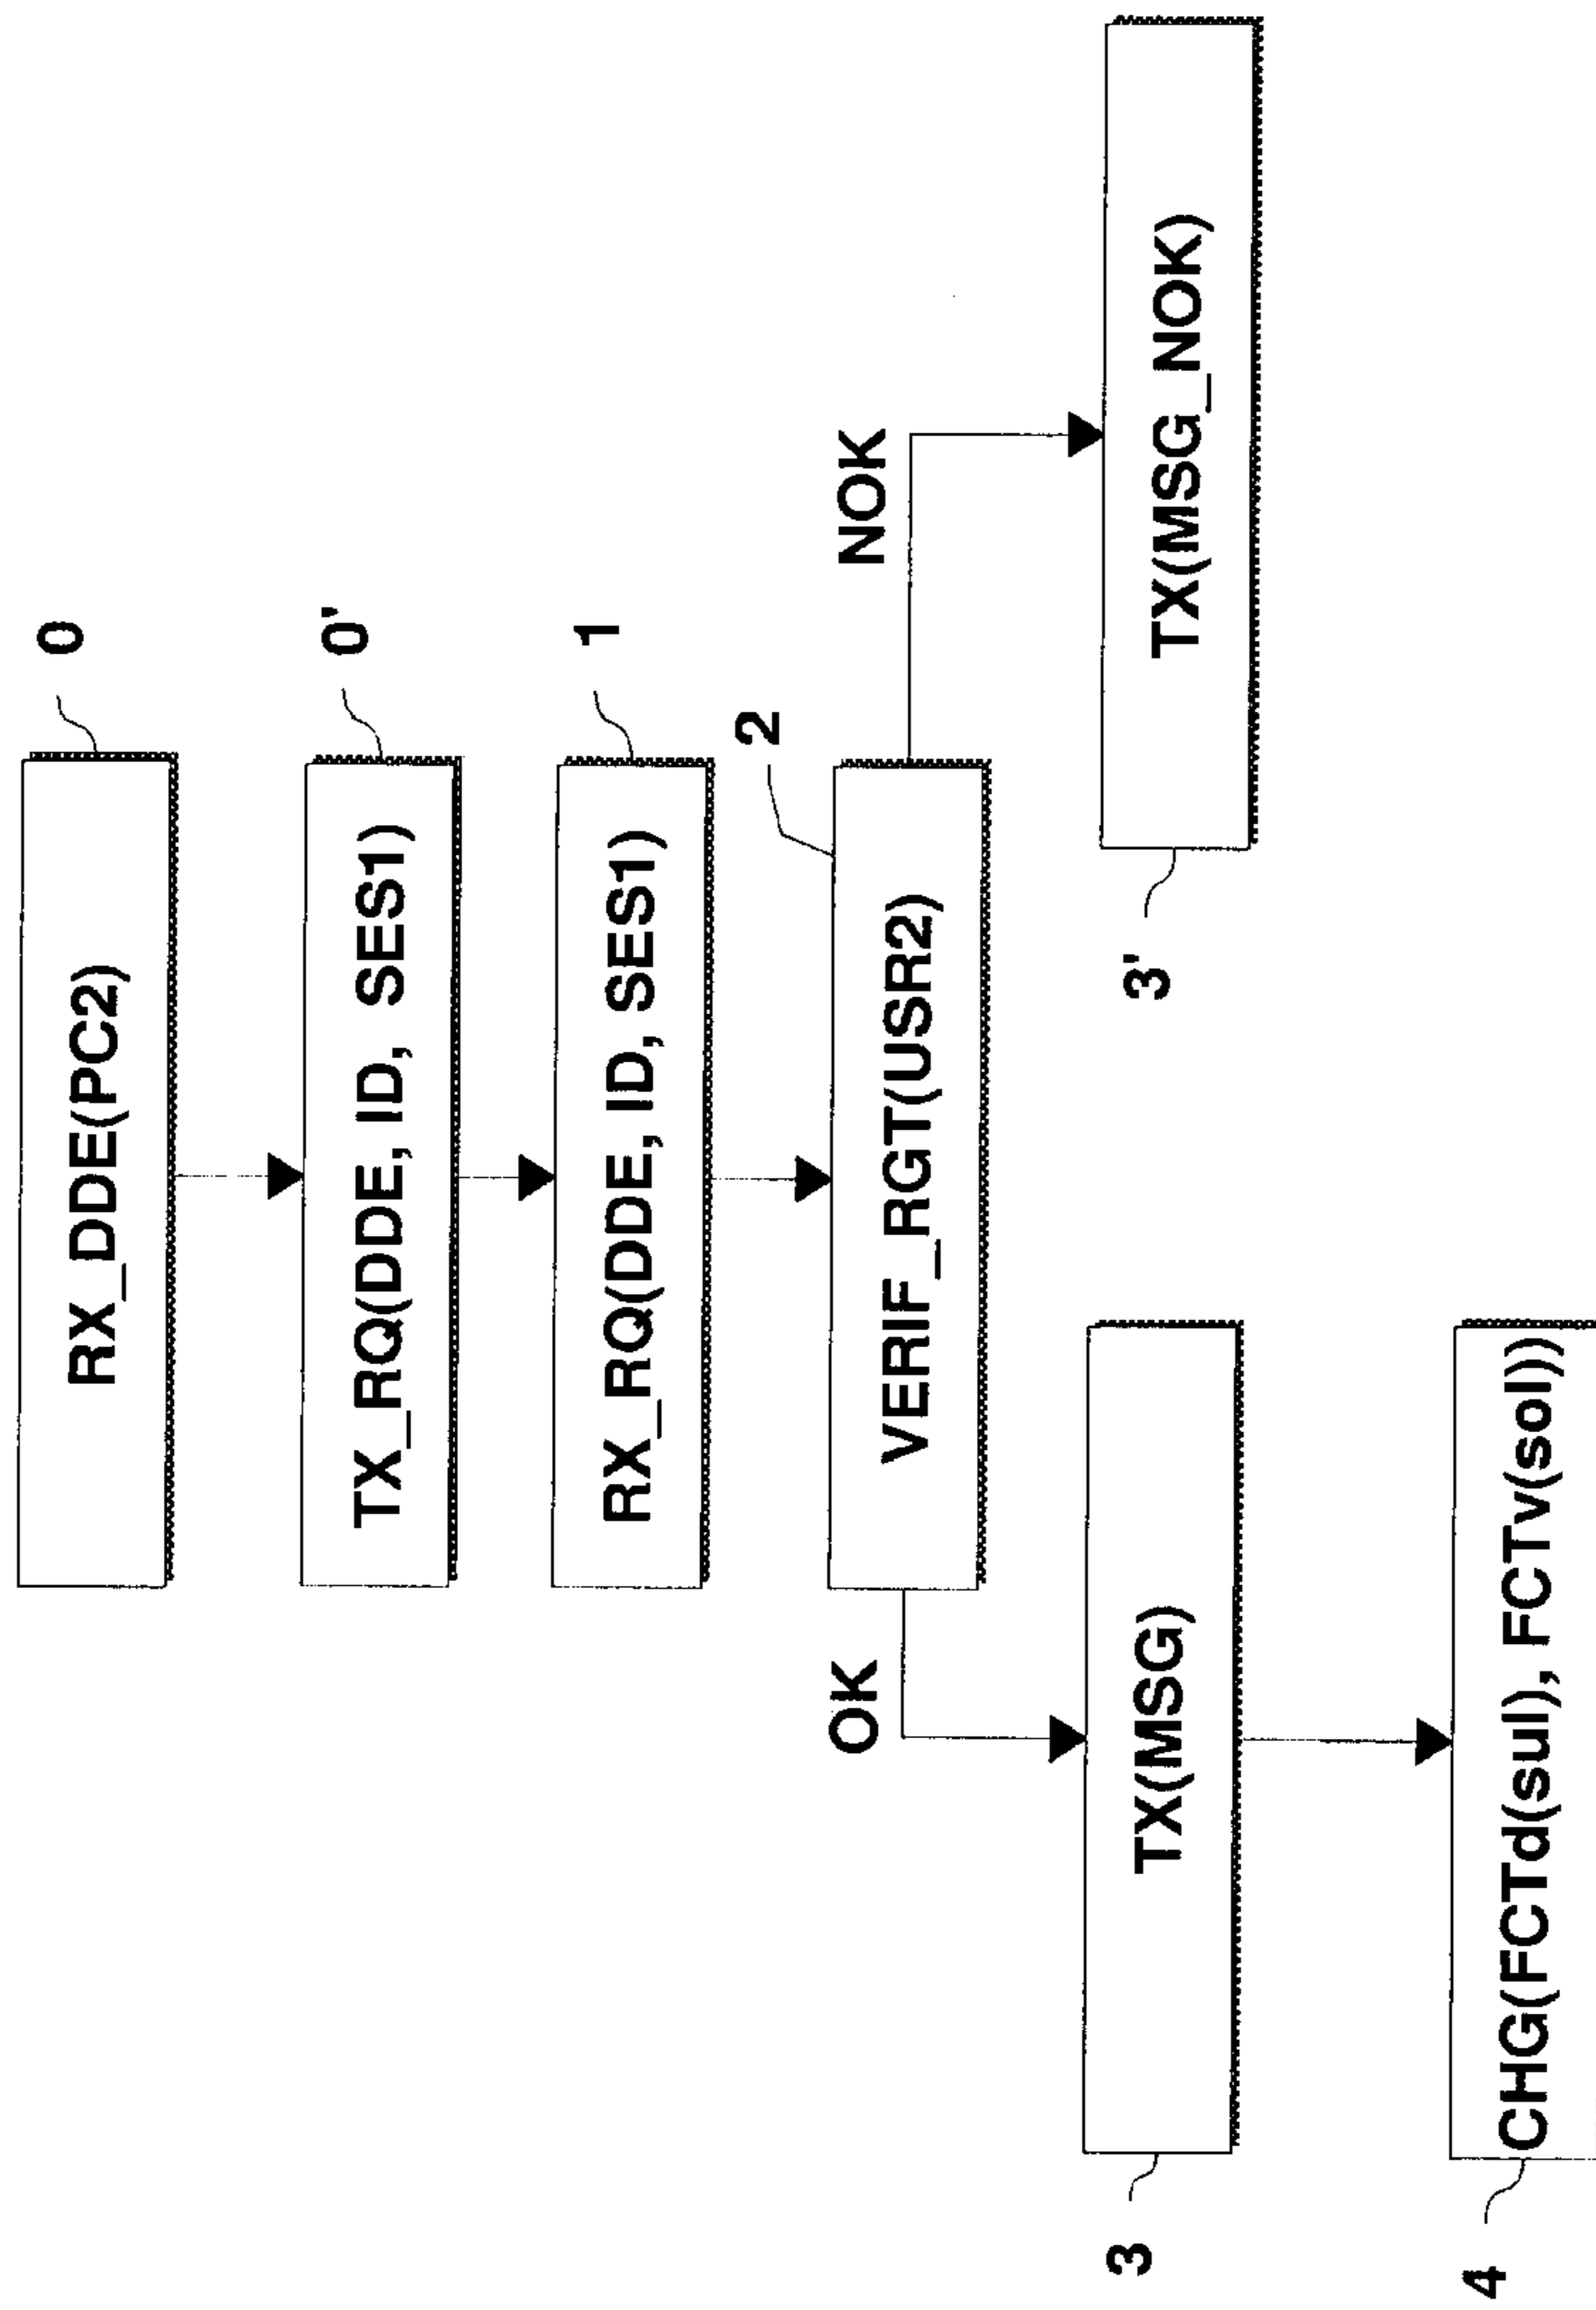 RX_DDE(PC2)
0
TX_RQ(DDE, ID, SES1)
0'
RX_RQ(DDE, ID, SES1)
1
2
VERIF_RGT(USR2)
OK
NOK
TX(MSG)
3
TX(MSG_NOK)
3'
CHG(FCTd(sul), FCTv(sol))
4